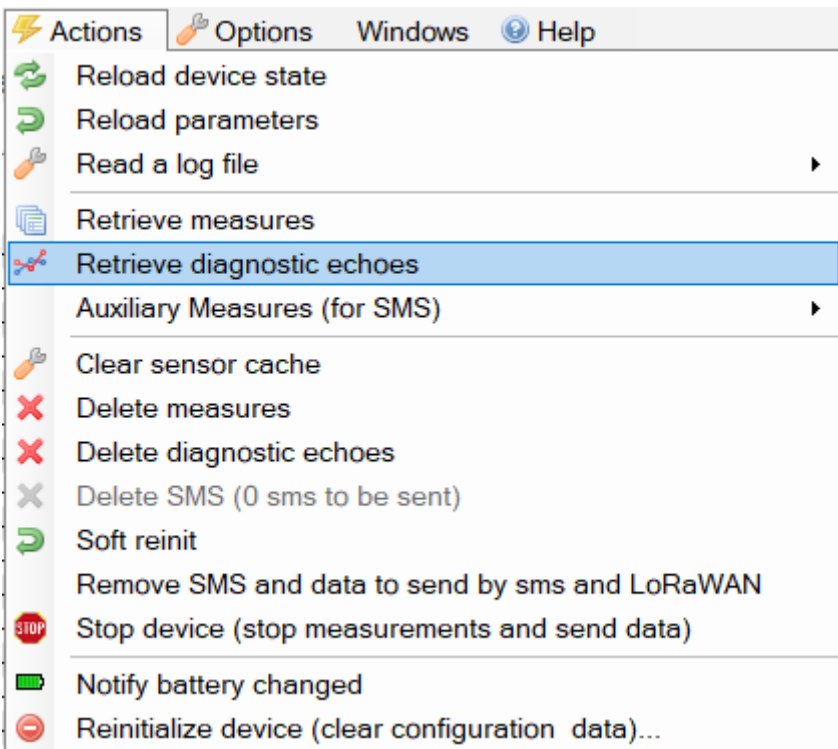 Actions Options Windows Help
Reload device state
Reload parameters
Read a log file
Retrieve measures
Retrieve diagnostic echoes
Auxiliary Measures (for SMS)
Clear sensor cache
Delete measures
Delete diagnostic echoes
Delete SMS (0 sms to be sent)
Soft reinit
Remove SMS and data to send by sms and LoRaWAN
STOP Stop device (stop measurements and send data)
Notify battery changed
Reinitialize device (clear configuration  data)...